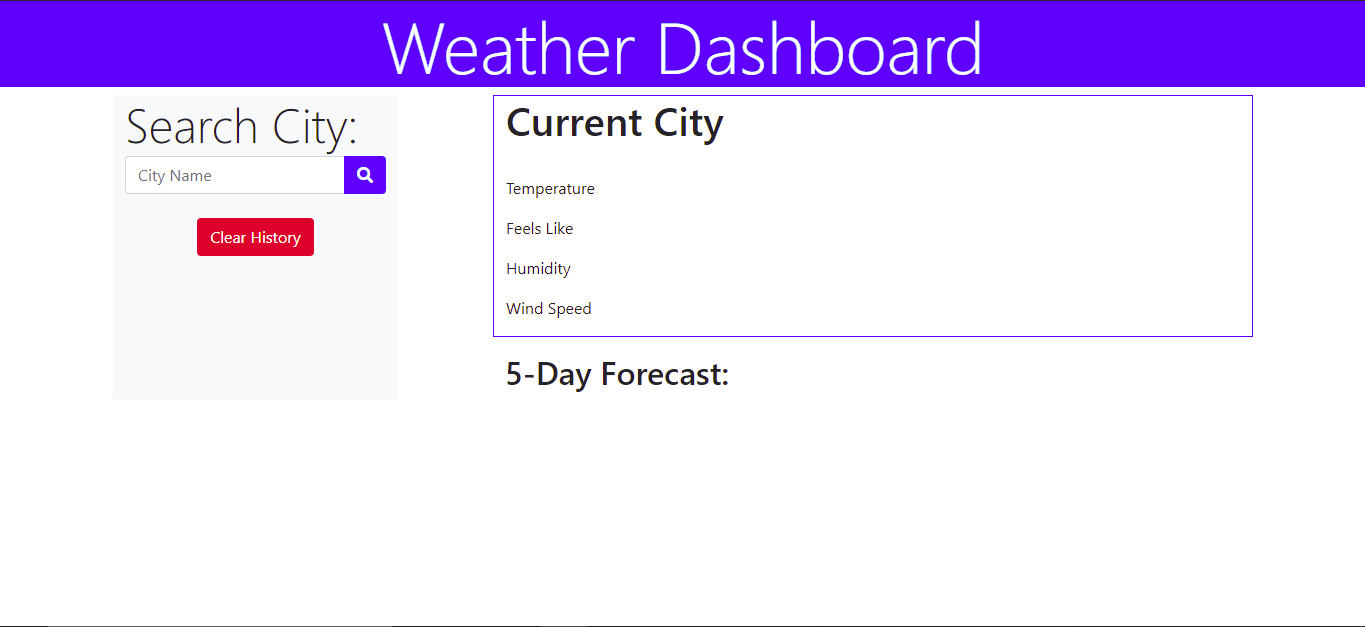 Weather Dashboard
Search City:
City Name
Clear History
Current City
Temperature
Feels Like
Humidity
Wind Speed
5-Day Forecast: